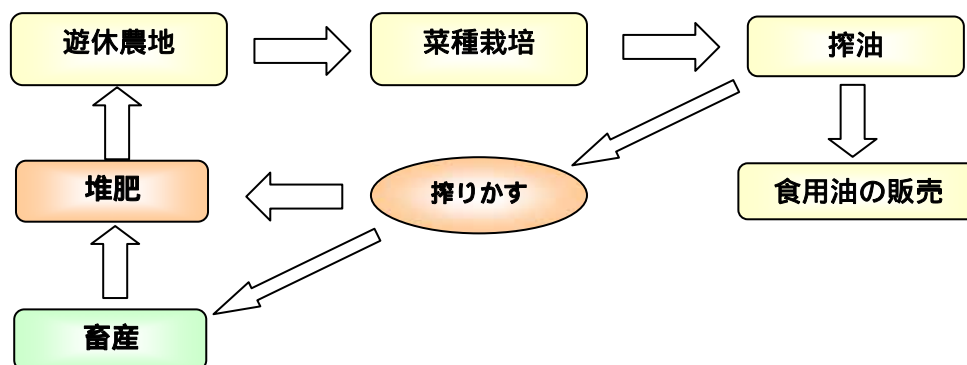 遊休農地
菜種栽培
搾油
堆肥
搾りかす
食用油の販売
畜産